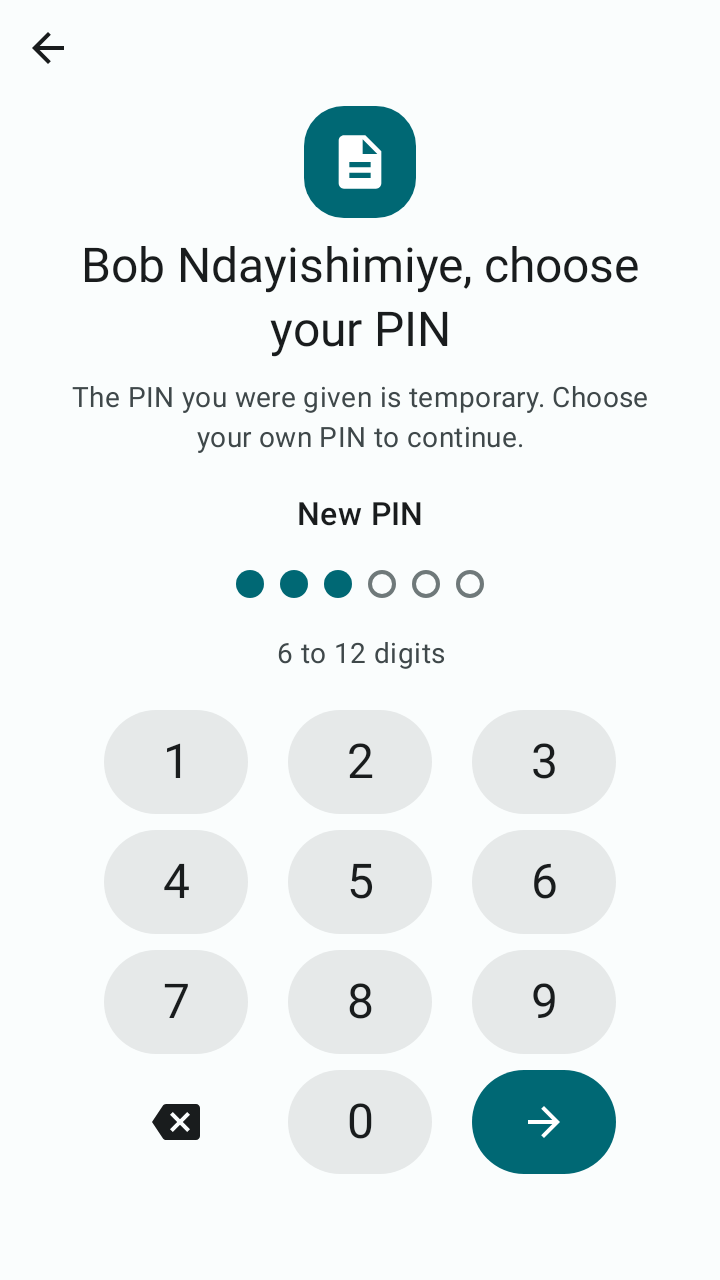 Bob Ndayishimiye, choose
your PIN
The PIN you were given is temporary. Choose
your own PIN to continue.
New PIN
6 to 12 digits
1 2 3
4 5 6
7 8 9
0